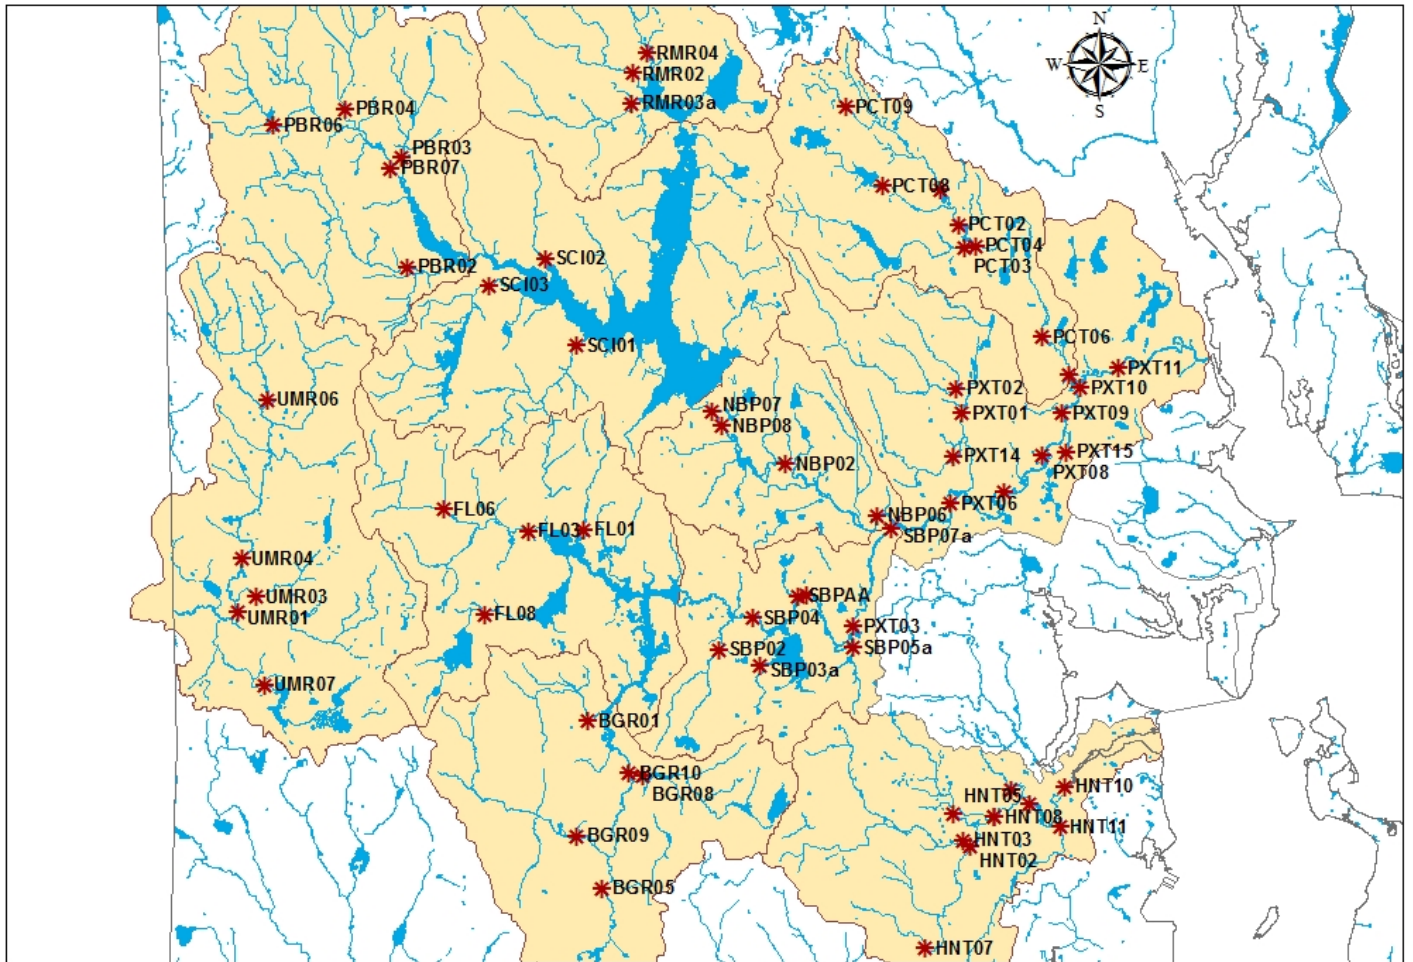 N
W E
S
RMR04
RMR02
RMR03a
PBR04
PBR06
PBR03
PBR07
PBR02
PCT09
PCT08
PCT02
PCT04
PCT03
PCT06
SCI02
SCI03
SCI01
UMR06
UMR04
UMR03
UMR01
UMR07
NBP07
NBP08
NBP02
NBP06
SBP07a
PXT11
PXT10
PXT02
PXT01
PXT09
PXT14
PXT15
PXT08
PXT06
FL06
FL03
FL01
FL08
SBPAA
SBP04
PXT03
SBP05a
SBP02
SBP03a
BGR01
BGR10
BGR08
BGR09
BGR05
HNT10
HNT05
HNT08
HNT11
HNT03
HNT02
HNT07